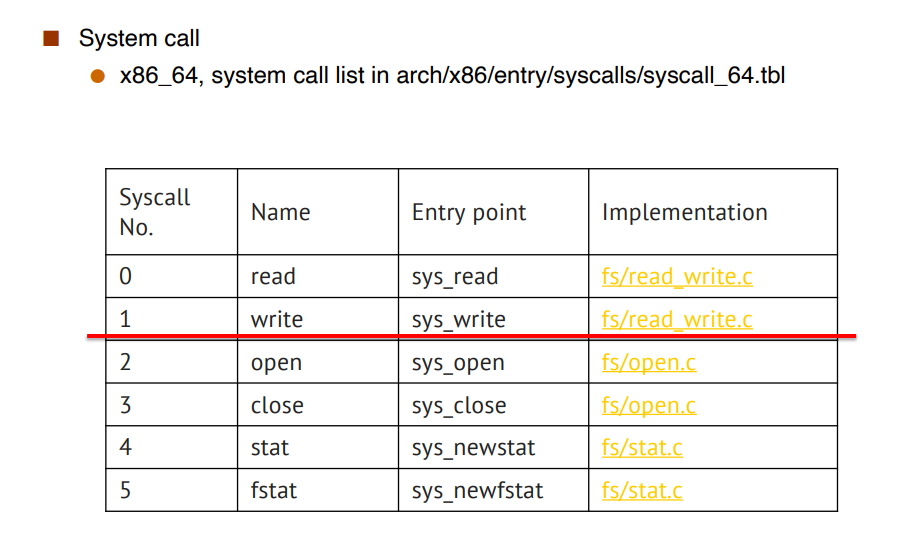 System call
x86_64, system call list in arch/x86/entry/syscalls/syscall_64.tbl
Syscall No. Name Entry point Implementation
0 read sys_read fs/read_write.c
1 write sys_write fs/read_write.c
2 open sys_open fs/open.c
3 close sys_close fs/open.c
4 stat sys_newstat fs/stat.c
5 fstat sys_newfstat fs/stat.c